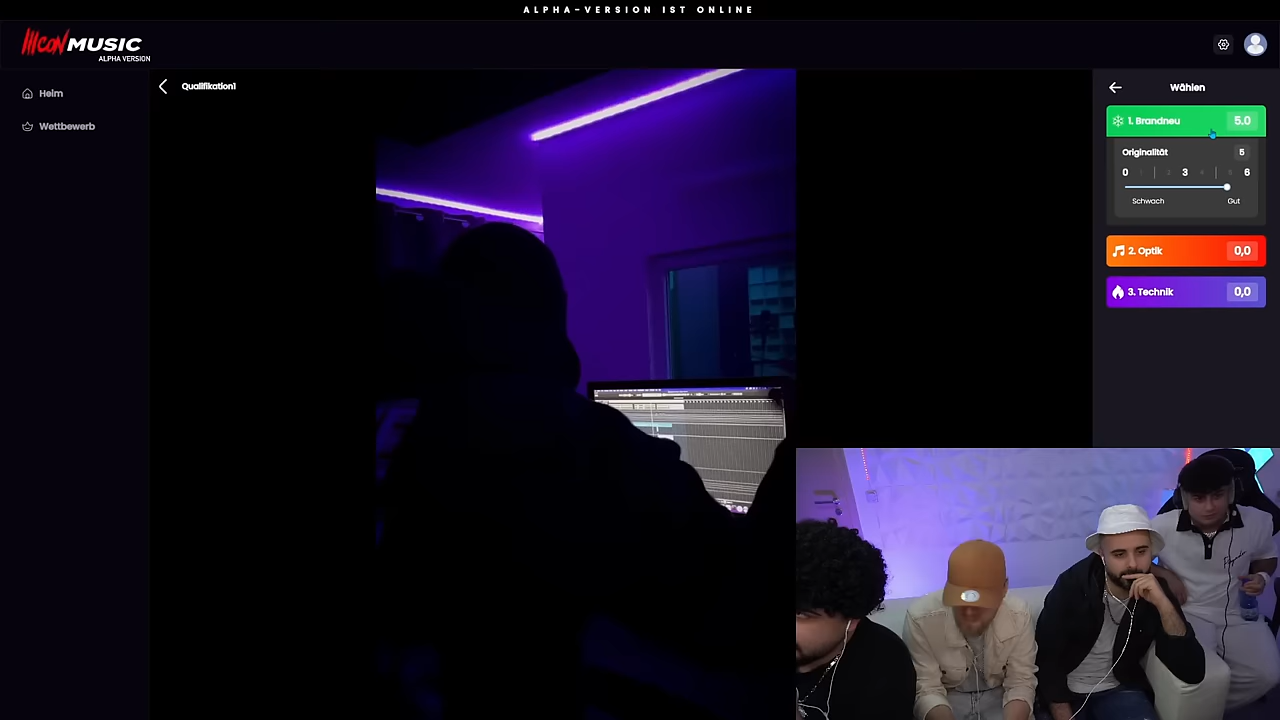 ALPHA-VERSION IST ONLINE
MCON MUSIC
ALPHA VERSION
Heim
Wettbewerb
Qualifikation1
Wählen
1. Brandneu 5.0
Originalität 5
0 3 6
Schwach Gut
2. Optik 0,0
3. Technik 0,0